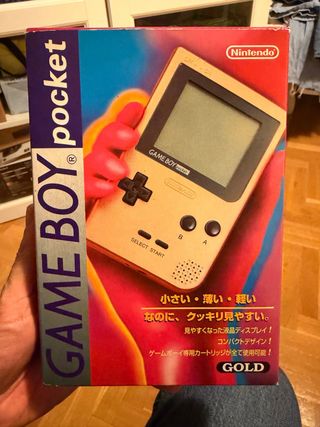 Nintendo
GAME BOY® pocket
GAME BOY pocket
B A
SELECT START
小さい・薄い・軽い
なのに、クッキリ見やすい。
見やすくなった液晶ディスプレイ!
コンパクトデザイン!
ゲームボーイ専用カートリッジが全て使用可能!
GOLD